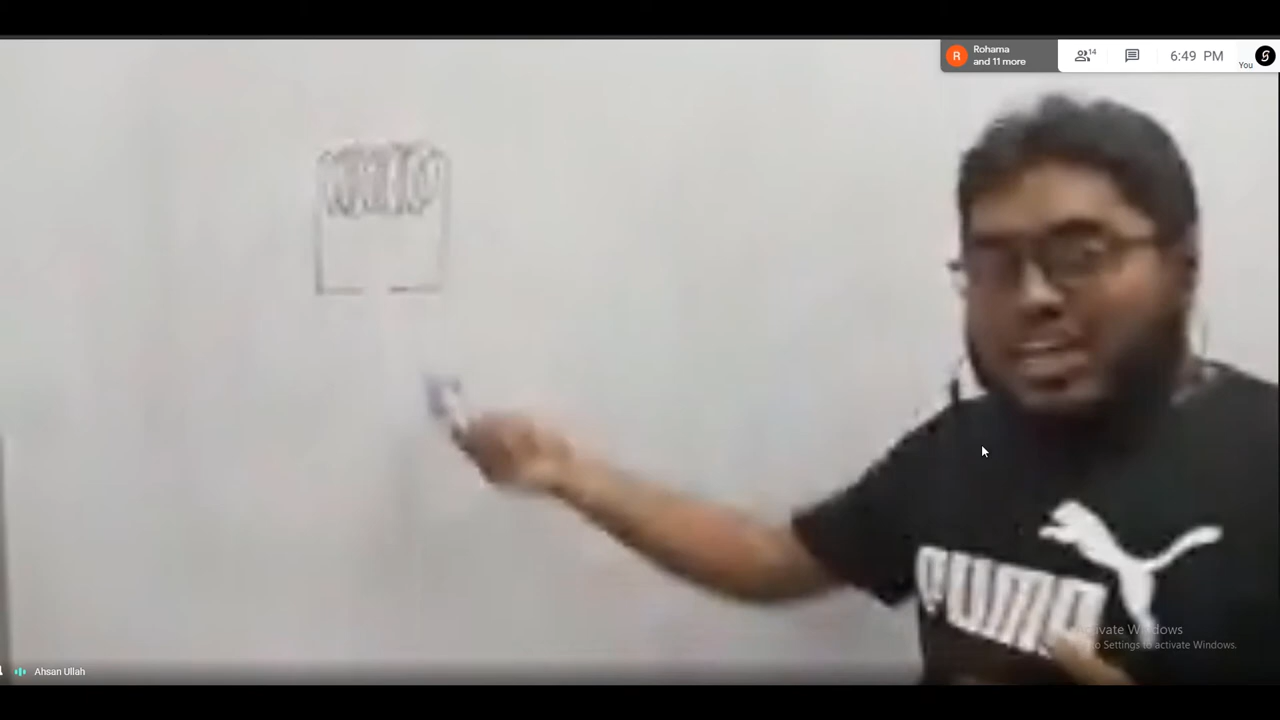 Rohama
and 11 more
14
6:49 PM
You
PUMA
Activate Windows
Go to Settings to activate Windows.
Ahsan Ullah